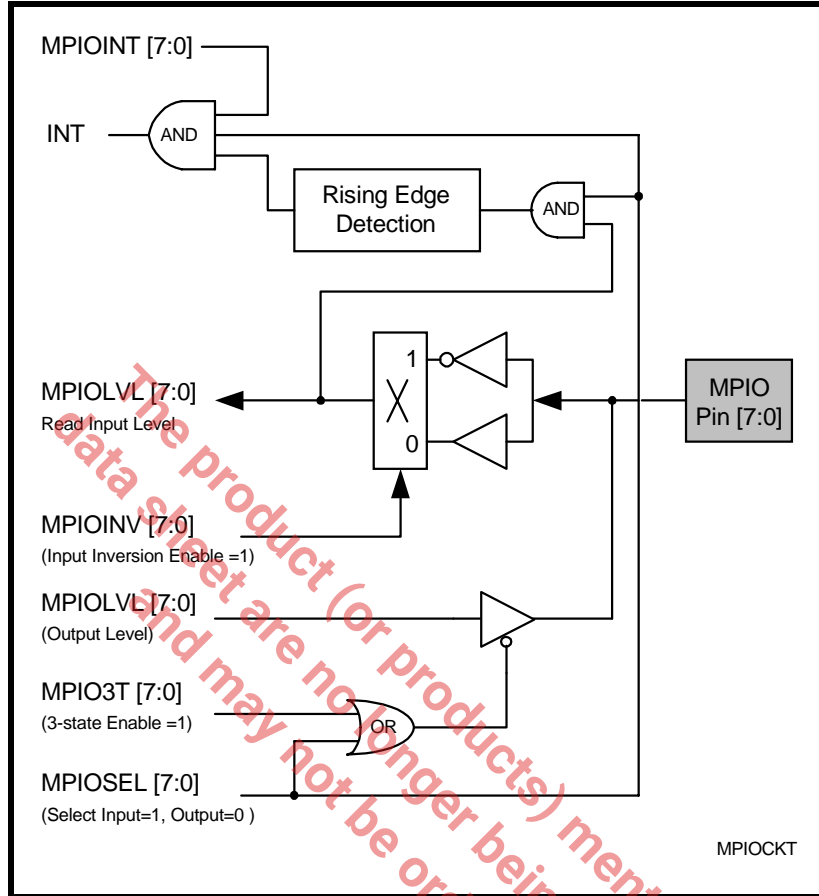 MPIOINT [7:0]
INT
AND
Rising Edge
Detection
AND
1
MPIOLVL [7:0]
Read Input Level
0
MPIO
Pin [7:0]
MPIOINV [7:0]
(Input Inversion Enable =1)
MPIOLVL [7:0]
(Output Level)
MPIO3T [7:0]
(3-state Enable =1)
OR
MPIOSEL [7:0]
(Select Input=1, Output=0 )
MPIOCKT
The product (or products) ment
data sheet are no longer bein
and may not be or